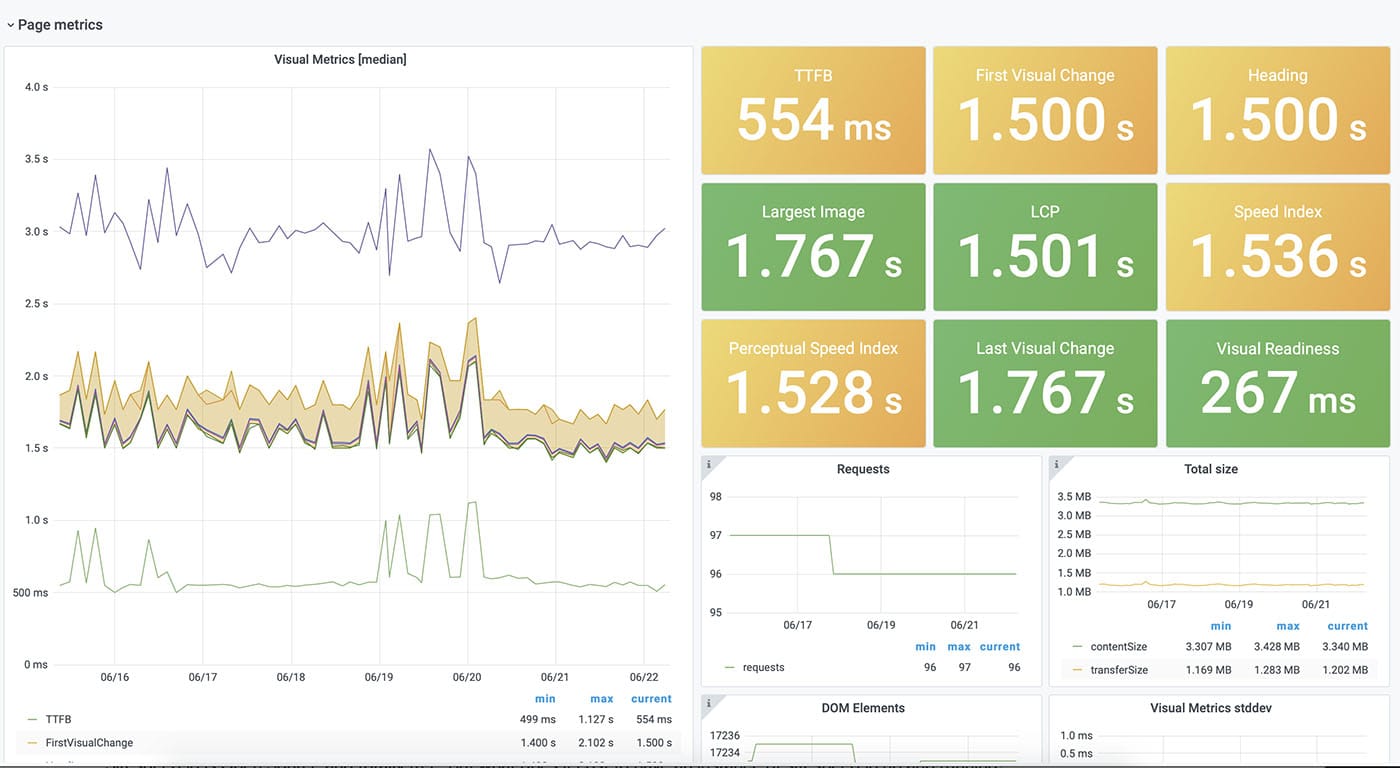 Page metrics
Visual Metrics [median]
4.0 s
3.5 s
3.0 s
2.5 s
2.0 s
1.5 s
1.0 s
500 ms
0 ms
06/16 06/17 06/18 06/19 06/20 06/21 06/22
min max current
TTFB 499 ms 1.127 s 554 ms
FirstVisualChange 1.400 s 2.102 s 1.500 s
TTFB
554 ms
First Visual Change
1.500 s
Heading
1.500 s
Largest Image
1.767 s
LCP
1.501 s
Speed Index
1.536 s
Perceptual Speed Index
1.528 s
Last Visual Change
1.767 s
Visual Readiness
267 ms
i
Requests
98
97
96
95
06/17 06/19 06/21
min max current
requests 96 97 96
i
Total size
3.5 MB
3.0 MB
2.5 MB
2.0 MB
1.5 MB
1.0 MB
06/17 06/19 06/21
min max current
contentSize 3.307 MB 3.428 MB 3.340 MB
transferSize 1.169 MB 1.283 MB 1.202 MB
i
DOM Elements
17236
17234
Visual Metrics stddev
1.0 ms
0.5 ms